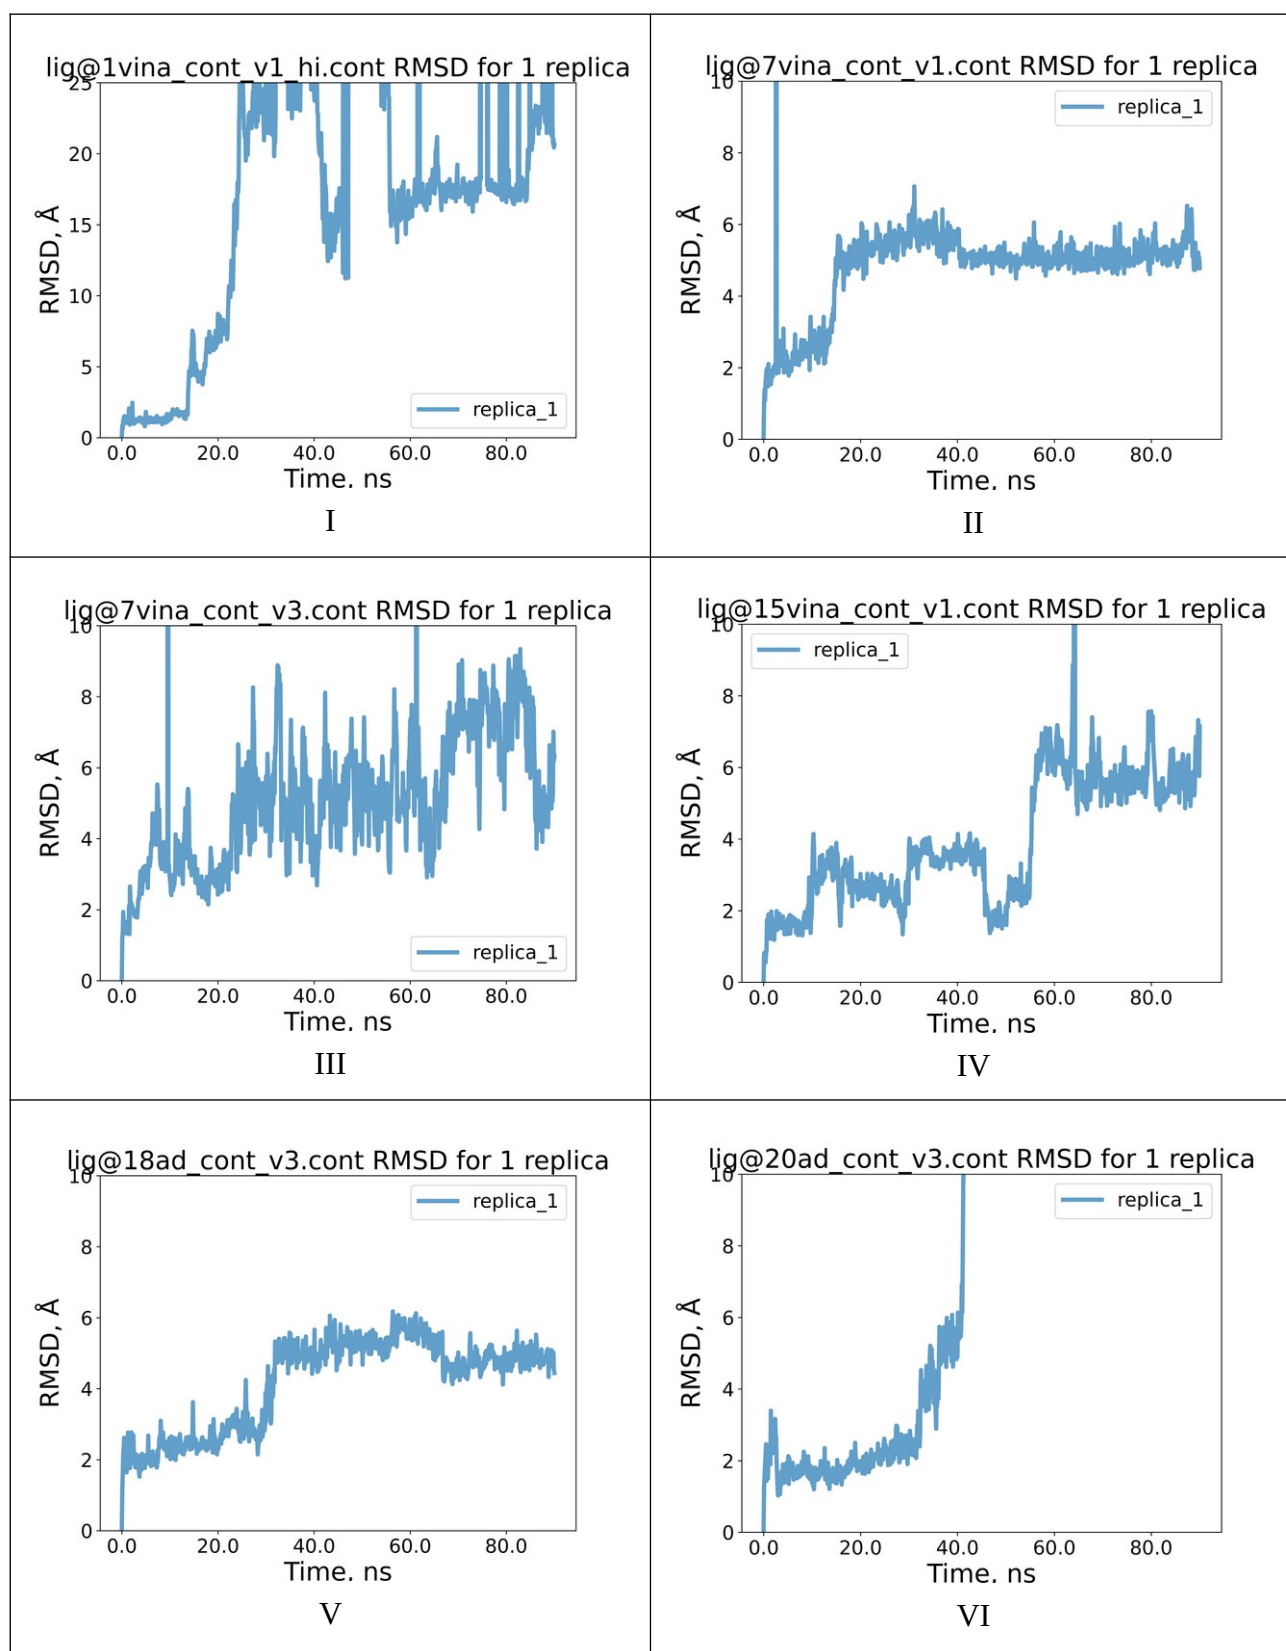 lig@1vina_cont_v1_hi.cont RMSD for 1 replica
25
20
15
10
5
0
RMSD, Å
replica_1
0.0 20.0 40.0 60.0 80.0
Time, ns
I
lig@7vina_cont_v1.cont RMSD for 1 replica
10
8
6
4
2
0
RMSD, Å
replica_1
0.0 20.0 40.0 60.0 80.0
Time, ns
II
lig@7vina_cont_v3.cont RMSD for 1 replica
10
8
6
4
2
0
RMSD, Å
replica_1
0.0 20.0 40.0 60.0 80.0
Time, ns
III
lig@15vina_cont_v1.cont RMSD for 1 replica
10
8
6
4
2
0
RMSD, Å
replica_1
0.0 20.0 40.0 60.0 80.0
Time, ns
IV
lig@18ad_cont_v3.cont RMSD for 1 replica
10
8
6
4
2
0
RMSD, Å
replica_1
0.0 20.0 40.0 60.0 80.0
Time, ns
V
lig@20ad_cont_v3.cont RMSD for 1 replica
10
8
6
4
2
0
RMSD, Å
replica_1
0.0 20.0 40.0 60.0 80.0
Time, ns
VI